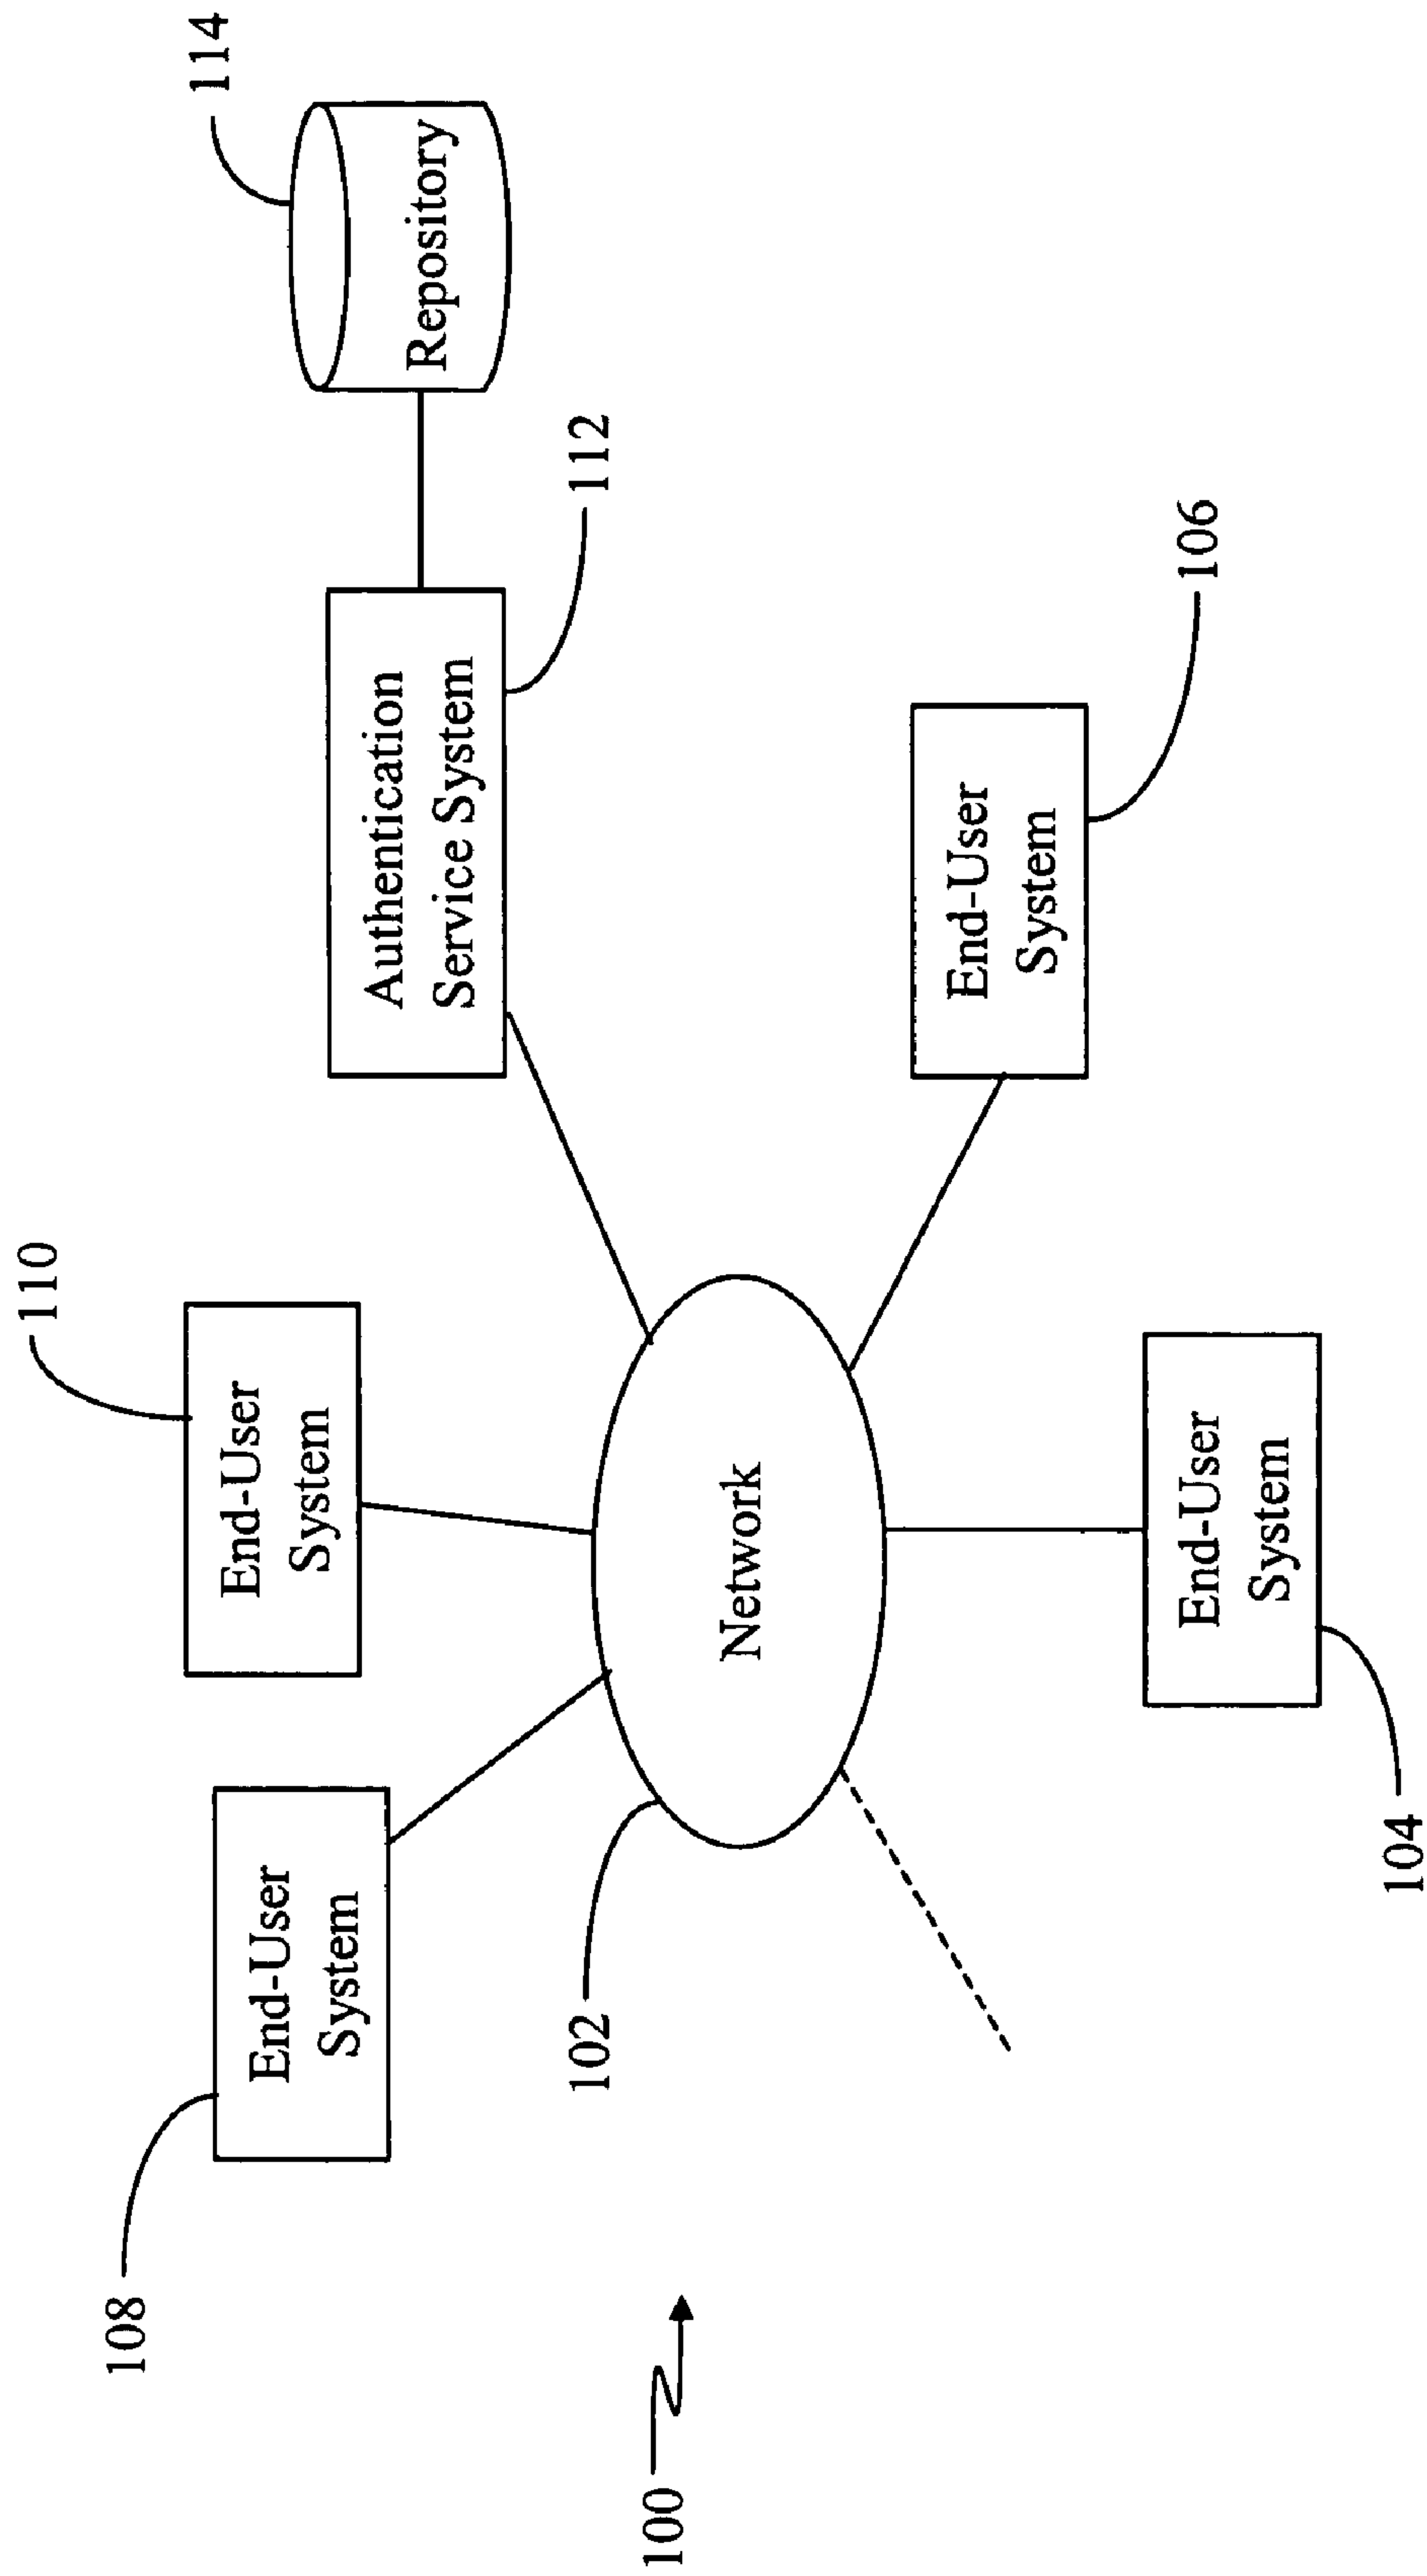 110
114
108
End-User
System
End-User
System
Authentication
Service System
Repository
112
102
Network
100
End-User
System
106
End-User
System
104